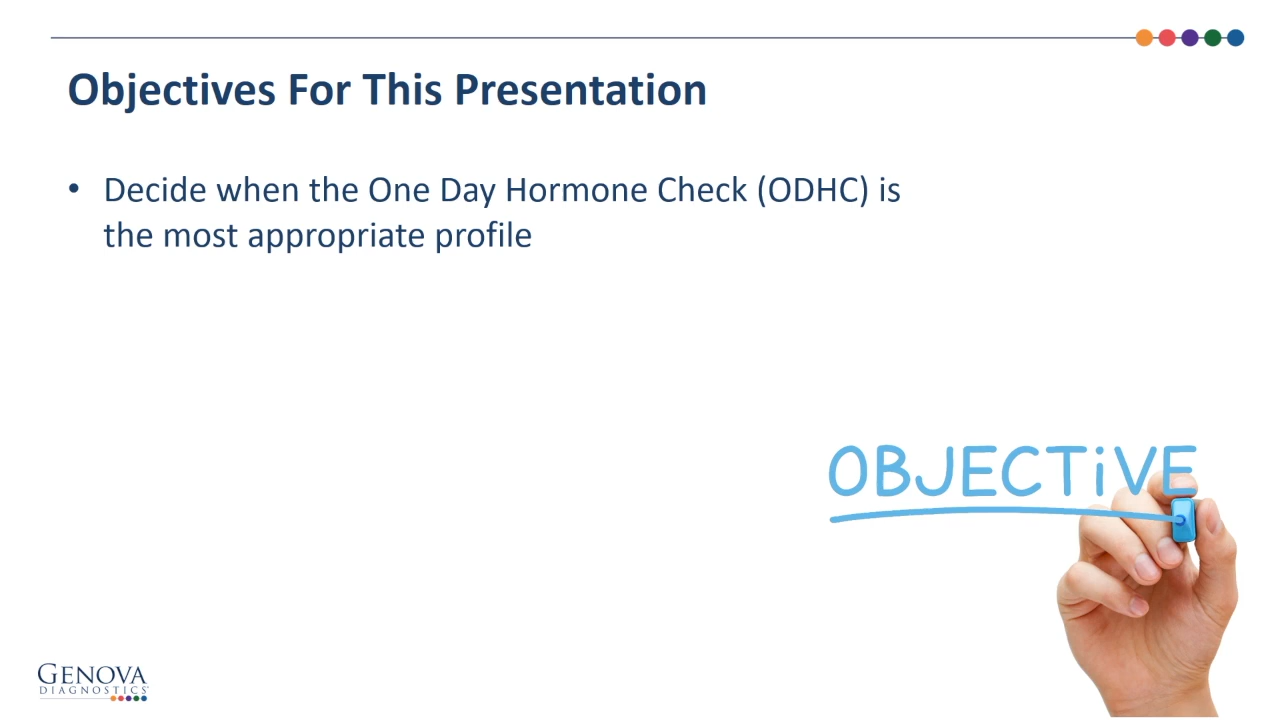 Objectives For This Presentation
• Decide when the One Day Hormone Check (ODHC) is
the most appropriate profile
OBJECTiVE
GENOVA
DIAGNOSTICS